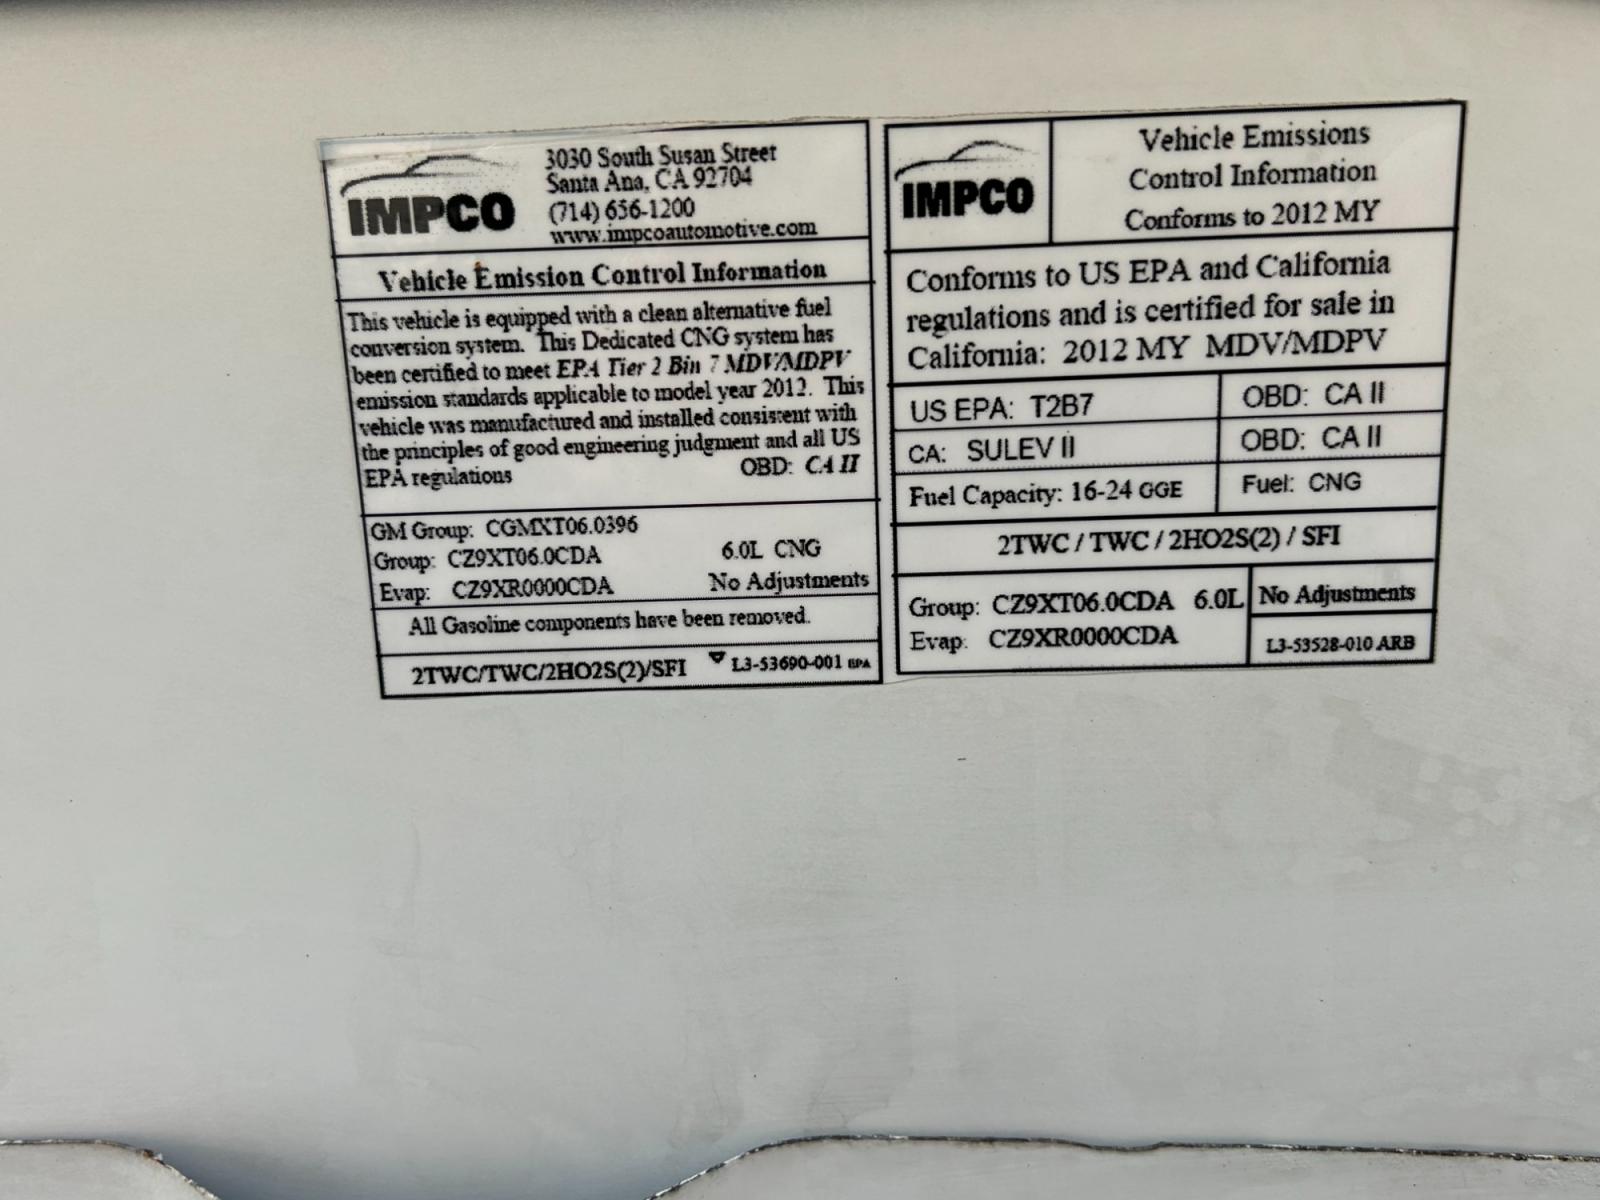 IMPCO
3030 South Susan Street
Santa Ana, CA 92704
(714) 656-1200
www.impcoautomotive.com
Vehicle Emission Control Information
This vehicle is equipped with a clean alternative fuel
conversion system. This Dedicated CNG system has
been certified to meet EPA Tier 2 Bin 7 MDV/MDPV
emission standards applicable to model year 2012. This
vehicle was manufactured and installed consistent with
the principles of good engineering judgment and all US
EPA regulations OBD: CA II
GM Group: CGMXT06.0396
Group: CZ9XT06.0CDA 6.0L CNG
Evap: CZ9XR0000CDA No Adjustments
All Gasoline components have been removed.
2TWC/TWC/2HO2S(2)/SFI L3-53690-001 EPA
IMPCO
Vehicle Emissions
Control Information
Conforms to 2012 MY
Conforms to US EPA and California
regulations and is certified for sale in
California: 2012 MY MDV/MDPV
US EPA: T2B7 OBD: CA II
CA: SULEV II OBD: CA II
Fuel Capacity: 16-24 GGE Fuel: CNG
2TWC / TWC / 2HO2S(2) / SFI
Group: CZ9XT06.0CDA 6.0L No Adjustments
Evap: CZ9XR0000CDA L3-53528-010 ARB